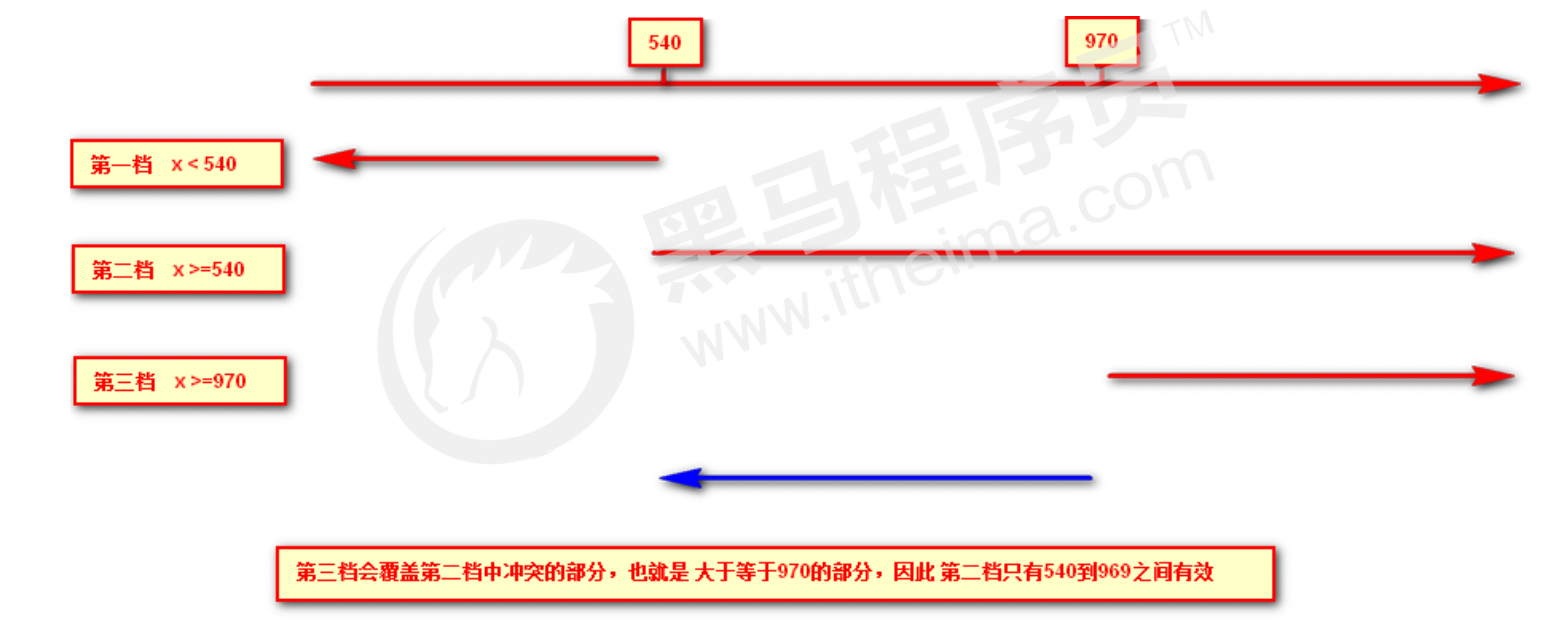 540
970
第一档 x < 540
第二档 x >=540
第三档 x >=970
第三档会覆盖第二档中冲突的部分，也就是 大于等于970的部分，因此 第二档只有540到969之间有效
黑马程序员™
www.itheima.com